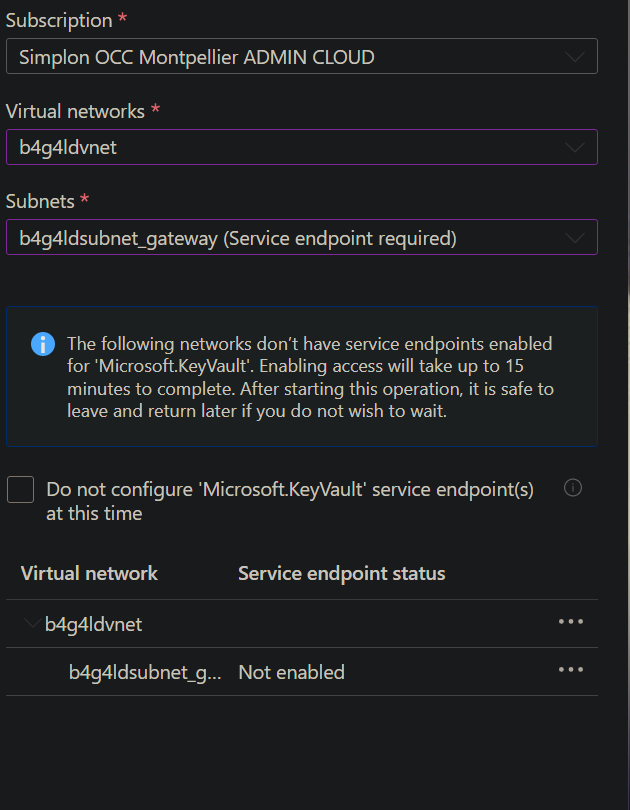 Subscription *
Simplon OCC Montpellier ADMIN CLOUD
Virtual networks *
b4g4ldvnet
Subnets *
b4g4ldsubnet_gateway (Service endpoint required)
The following networks don’t have service endpoints enabled
for 'Microsoft.KeyVault'. Enabling access will take up to 15
minutes to complete. After starting this operation, it is safe to
leave and return later if you do not wish to wait.
Do not configure 'Microsoft.KeyVault' service endpoint(s)
at this time
Virtual network Service endpoint status
b4g4ldvnet
b4g4ldsubnet_g... Not enabled